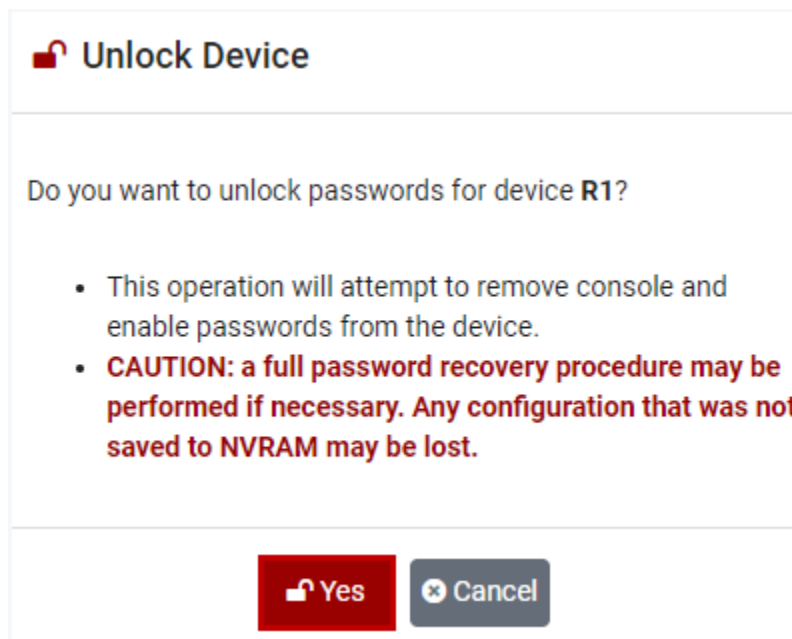 Unlock Device
Do you want to unlock passwords for device R1?
• This operation will attempt to remove console and
enable passwords from the device.
• CAUTION: a full password recovery procedure may be
performed if necessary. Any configuration that was not
saved to NVRAM may be lost.
Yes
Cancel